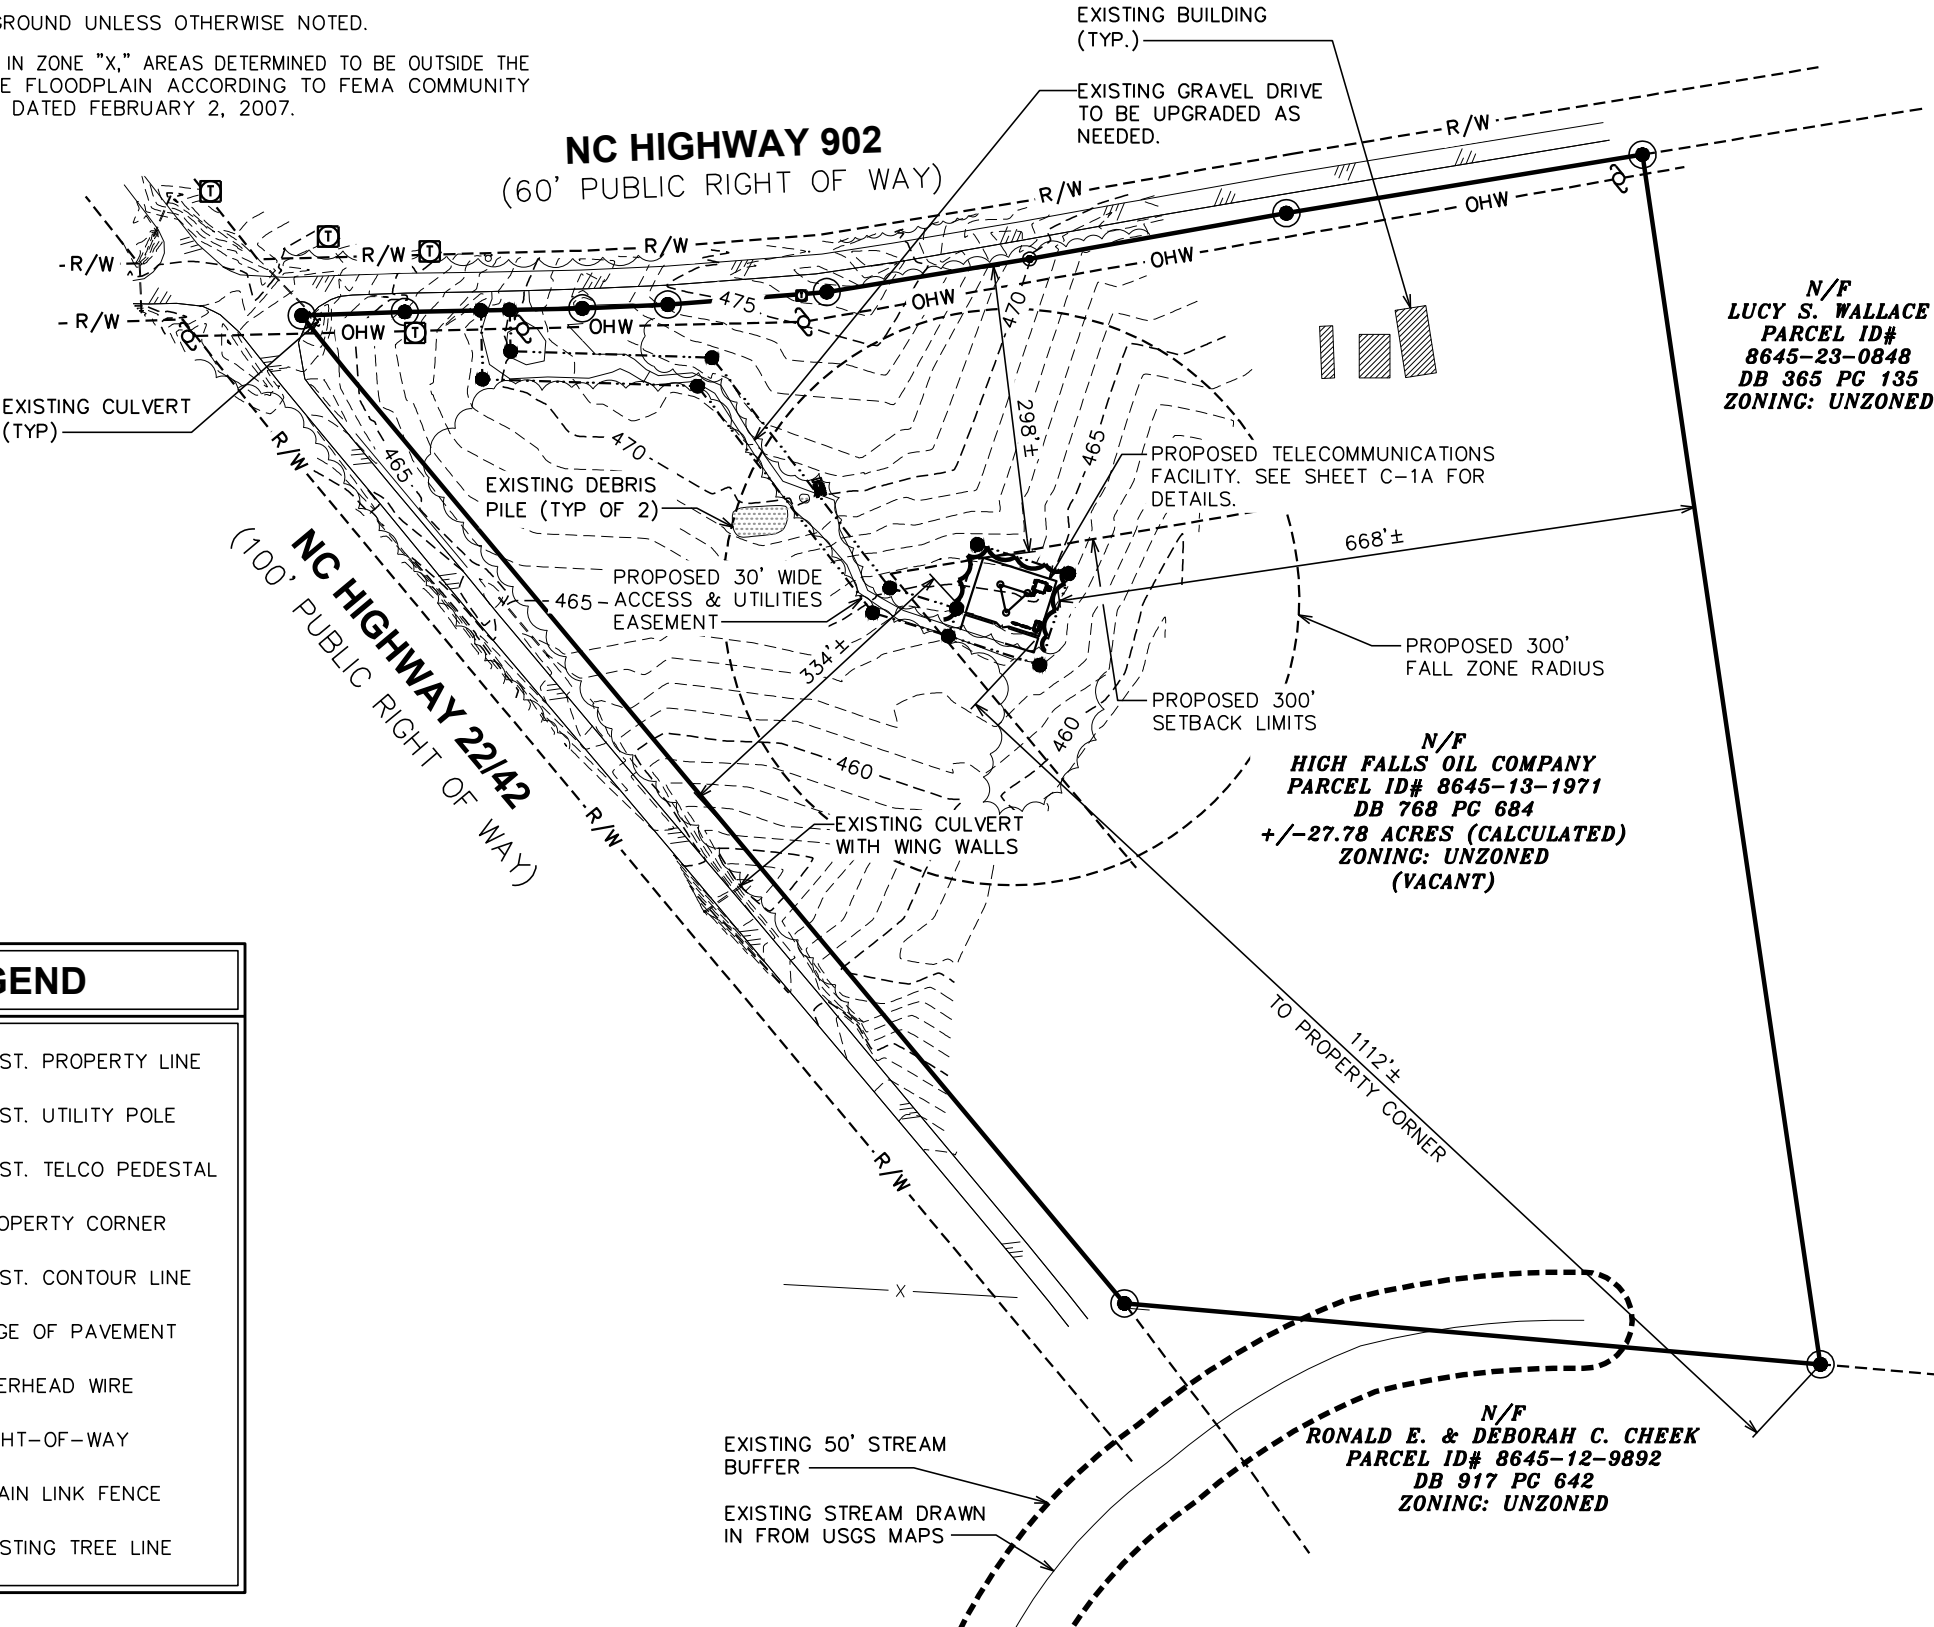 GROUND UNLESS OTHERWISE NOTED.
IN ZONE "X," AREAS DETERMINED TO BE OUTSIDE THE
E FLOODPLAIN ACCORDING TO FEMA COMMUNITY
DATED FEBRUARY 2, 2007.
EXISTING BUILDING
(TYP.)
EXISTING GRAVEL DRIVE
TO BE UPGRADED AS
NEEDED.
NC HIGHWAY 902
(60' PUBLIC RIGHT OF WAY)
R/W
R/W
R/W
R/W
R/W
R/W
OHW
OHW
OHW
OHW
OHW
T
T
T
T
475
470
N/F
LUCY S. WALLACE
PARCEL ID#
8645-23-0848
DB 365 PG 135
ZONING: UNZONED
EXISTING CULVERT
(TYP)
R/W
465
470
298'±
465
PROPOSED TELECOMMUNICATIONS
FACILITY. SEE SHEET C-1A FOR
DETAILS.
EXISTING DEBRIS
PILE (TYP OF 2)
668'±
NC HIGHWAY 22/42
(100' PUBLIC RIGHT OF WAY)
PROPOSED 30' WIDE
ACCESS & UTILITIES
EASEMENT
465
334'±
PROPOSED 300'
FALL ZONE RADIUS
PROPOSED 300'
SETBACK LIMITS
460
460
N/F
HIGH FALLS OIL COMPANY
PARCEL ID# 8645-13-1971
DB 768 PG 684
+/-27.78 ACRES (CALCULATED)
ZONING: UNZONED
(VACANT)
R/W
EXISTING CULVERT
WITH WING WALLS
GEND
ST. PROPERTY LINE
ST. UTILITY POLE
ST. TELCO PEDESTAL
OPERTY CORNER
ST. CONTOUR LINE
GE OF PAVEMENT
ERHEAD WIRE
HT-OF-WAY
AIN LINK FENCE
STING TREE LINE
1112'±
TO PROPERTY CORNER
R/W
X
EXISTING 50' STREAM
BUFFER
EXISTING STREAM DRAWN
IN FROM USGS MAPS
N/F
RONALD E. & DEBORAH C. CHEEK
PARCEL ID# 8645-12-9892
DB 917 PG 642
ZONING: UNZONED